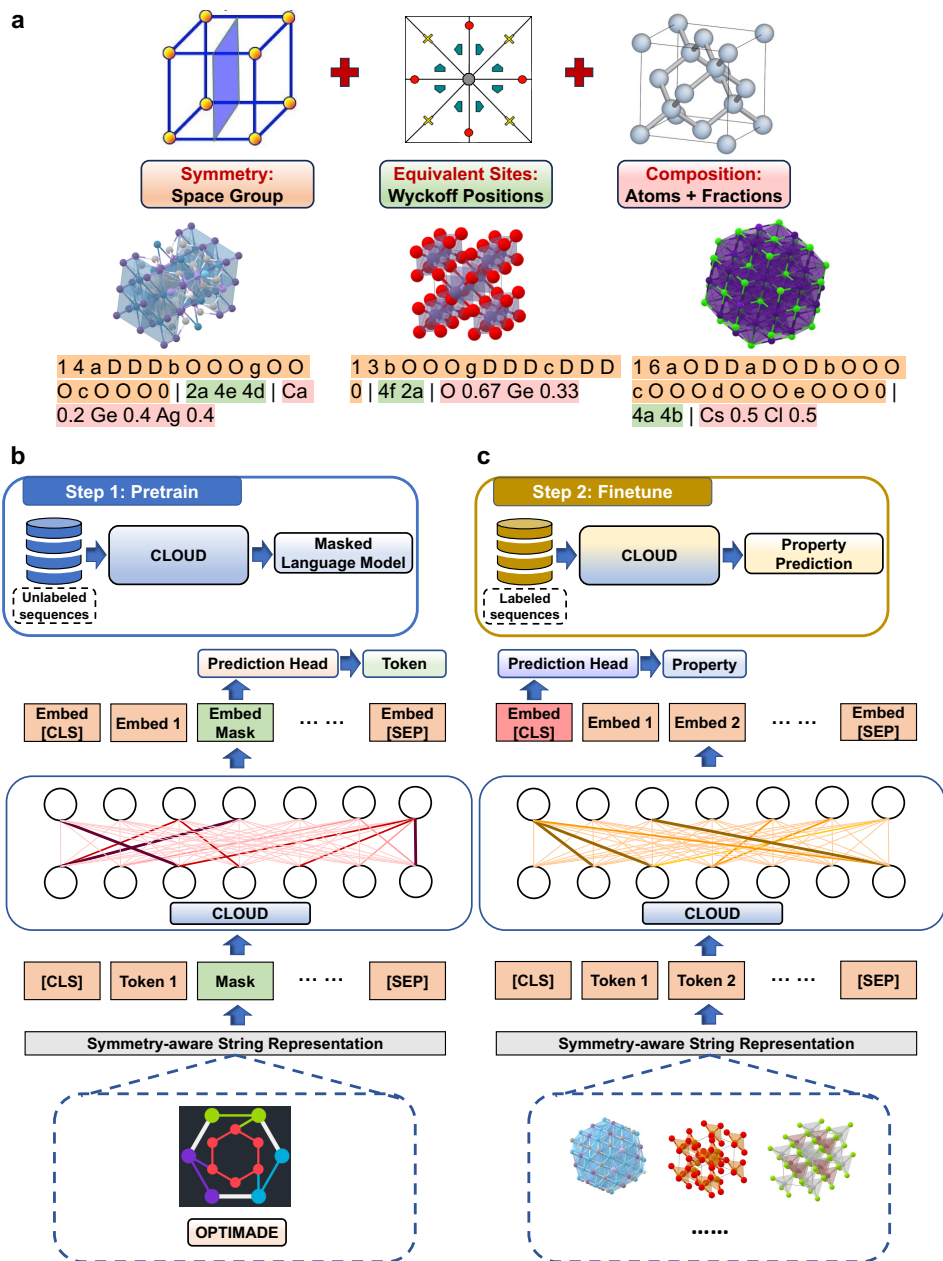 a
Symmetry:
Space Group
Equivalent Sites:
Wyckoff Positions
Composition:
Atoms + Fractions
1 4 a D D D b O O O g O O
O c O O O 0 | 2a 4e 4d | Ca
0.2 Ge 0.4 Ag 0.4
1 3 b O O O g D D D c D D D
0 | 4f 2a | O 0.67 Ge 0.33
1 6 a O D D a D O D b O O O
c O O O d O O O e O O O 0 |
4a 4b | Cs 0.5 Cl 0.5
b
Step 1: Pretrain
Unlabeled
sequences
CLOUD
Masked
Language Model
Prediction Head
Token
Embed
[CLS]
Embed 1
Embed
Mask
... ...
Embed
[SEP]
CLOUD
[CLS]
Token 1
Mask
... ...
[SEP]
Symmetry-aware String Representation
OPTIMADE
c
Step 2: Finetune
Labeled
sequences
CLOUD
Property
Prediction
Prediction Head
Property
Embed
[CLS]
Embed 1
Embed 2
... ...
Embed
[SEP]
CLOUD
[CLS]
Token 1
Token 2
... ...
[SEP]
Symmetry-aware String Representation
......